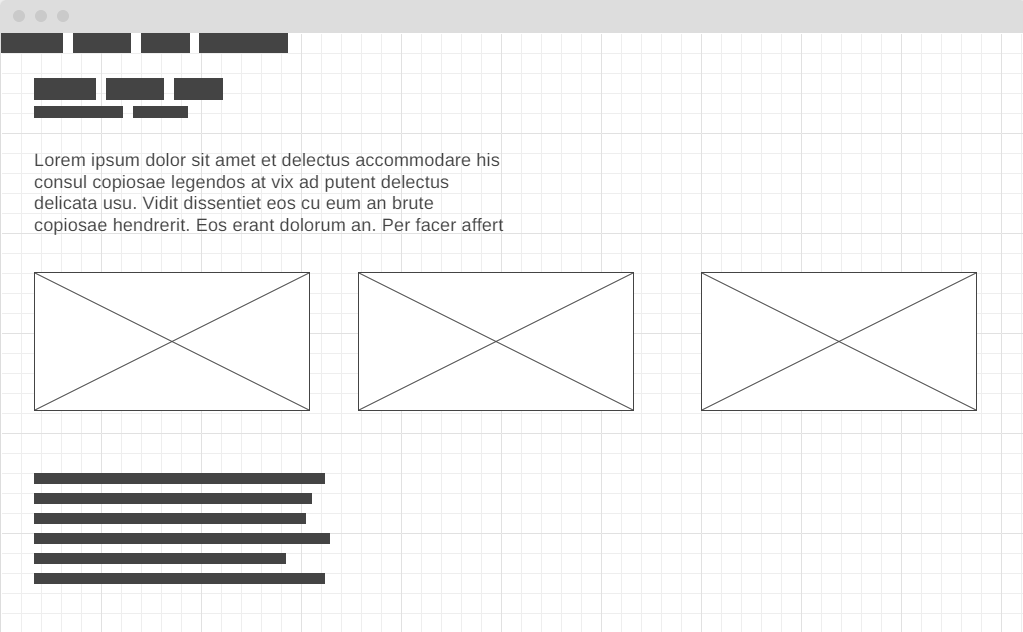 Lorem ipsum dolor sit amet et delectus accommodare his
consul copiosae legendos at vix ad putent delectus
delicata usu. Vidit dissentiet eos cu eum an brute
copiosae hendrerit. Eos erant dolorum an. Per facer affert